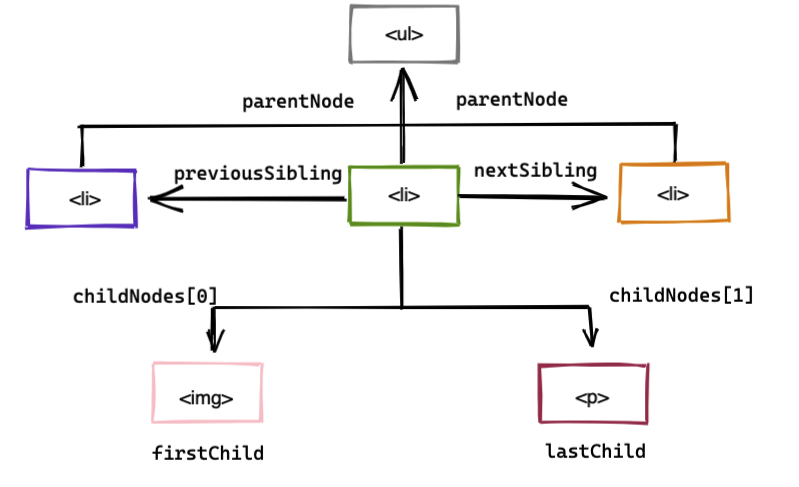 <ul>
parentNode
parentNode
previousSibling
nextSibling
<li>
<li>
<li>
childNodes[0]
childNodes[1]
<img>
<p>
firstChild
lastChild